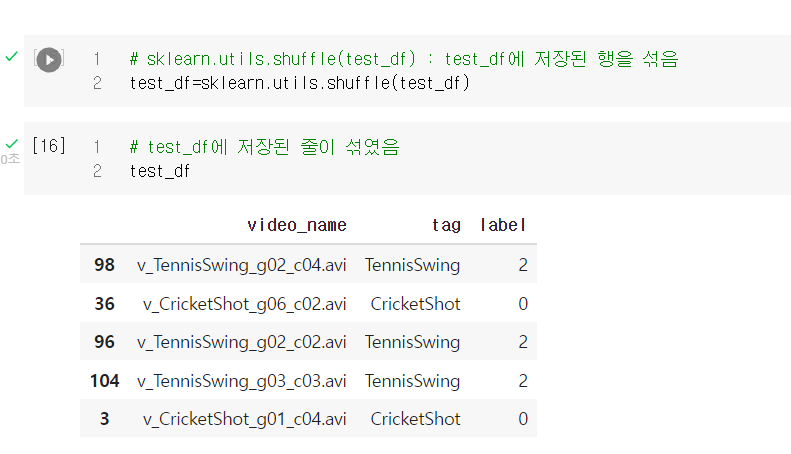 1 # sklearn.utils.shuffle(test_df) : test_df에 저장된 행을 섞음
2 test_df=sklearn.utils.shuffle(test_df)
0초 [16] 1 # test_df에 저장된 줄이 섞였음
2 test_df
video_name tag label
98 v_TennisSwing_g02_c04.avi TennisSwing 2
36 v_CricketShot_g06_c02.avi CricketShot 0
96 v_TennisSwing_g02_c02.avi TennisSwing 2
104 v_TennisSwing_g03_c03.avi TennisSwing 2
3 v_CricketShot_g01_c04.avi CricketShot 0